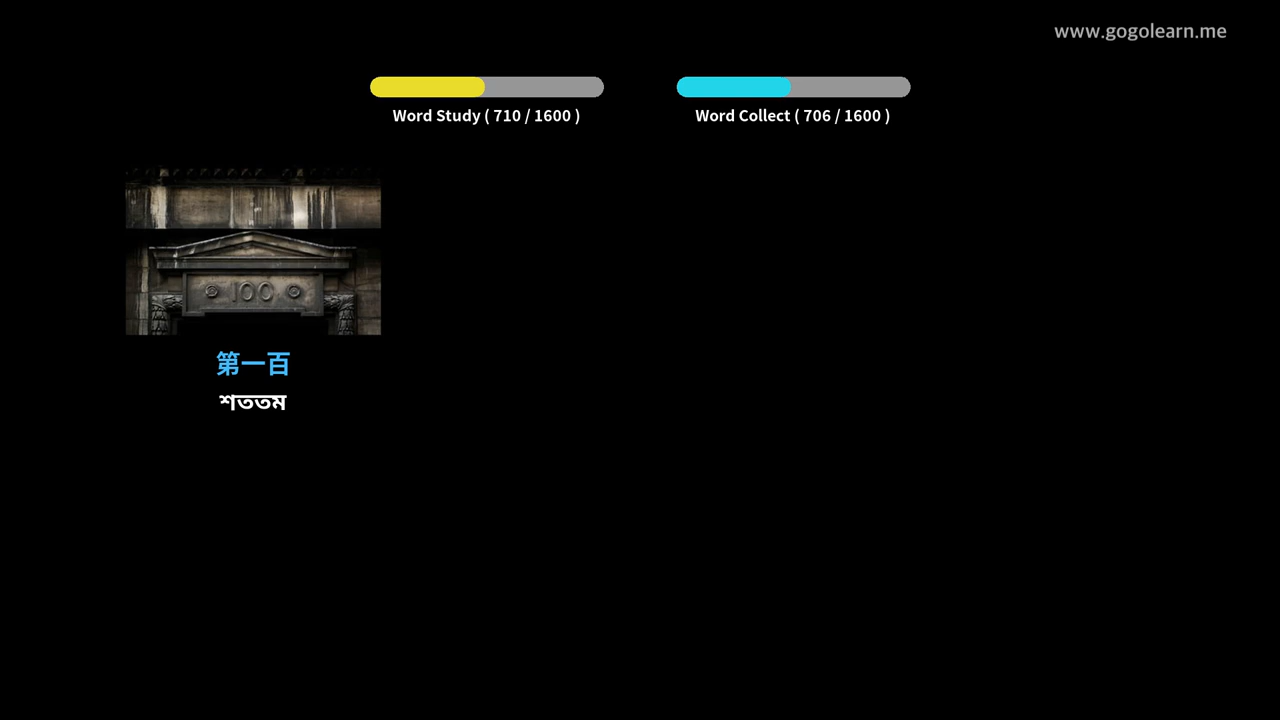 www.gogolearn.me
Word Study ( 710 / 1600 )
Word Collect ( 706 / 1600 )
100
第一百
শততম